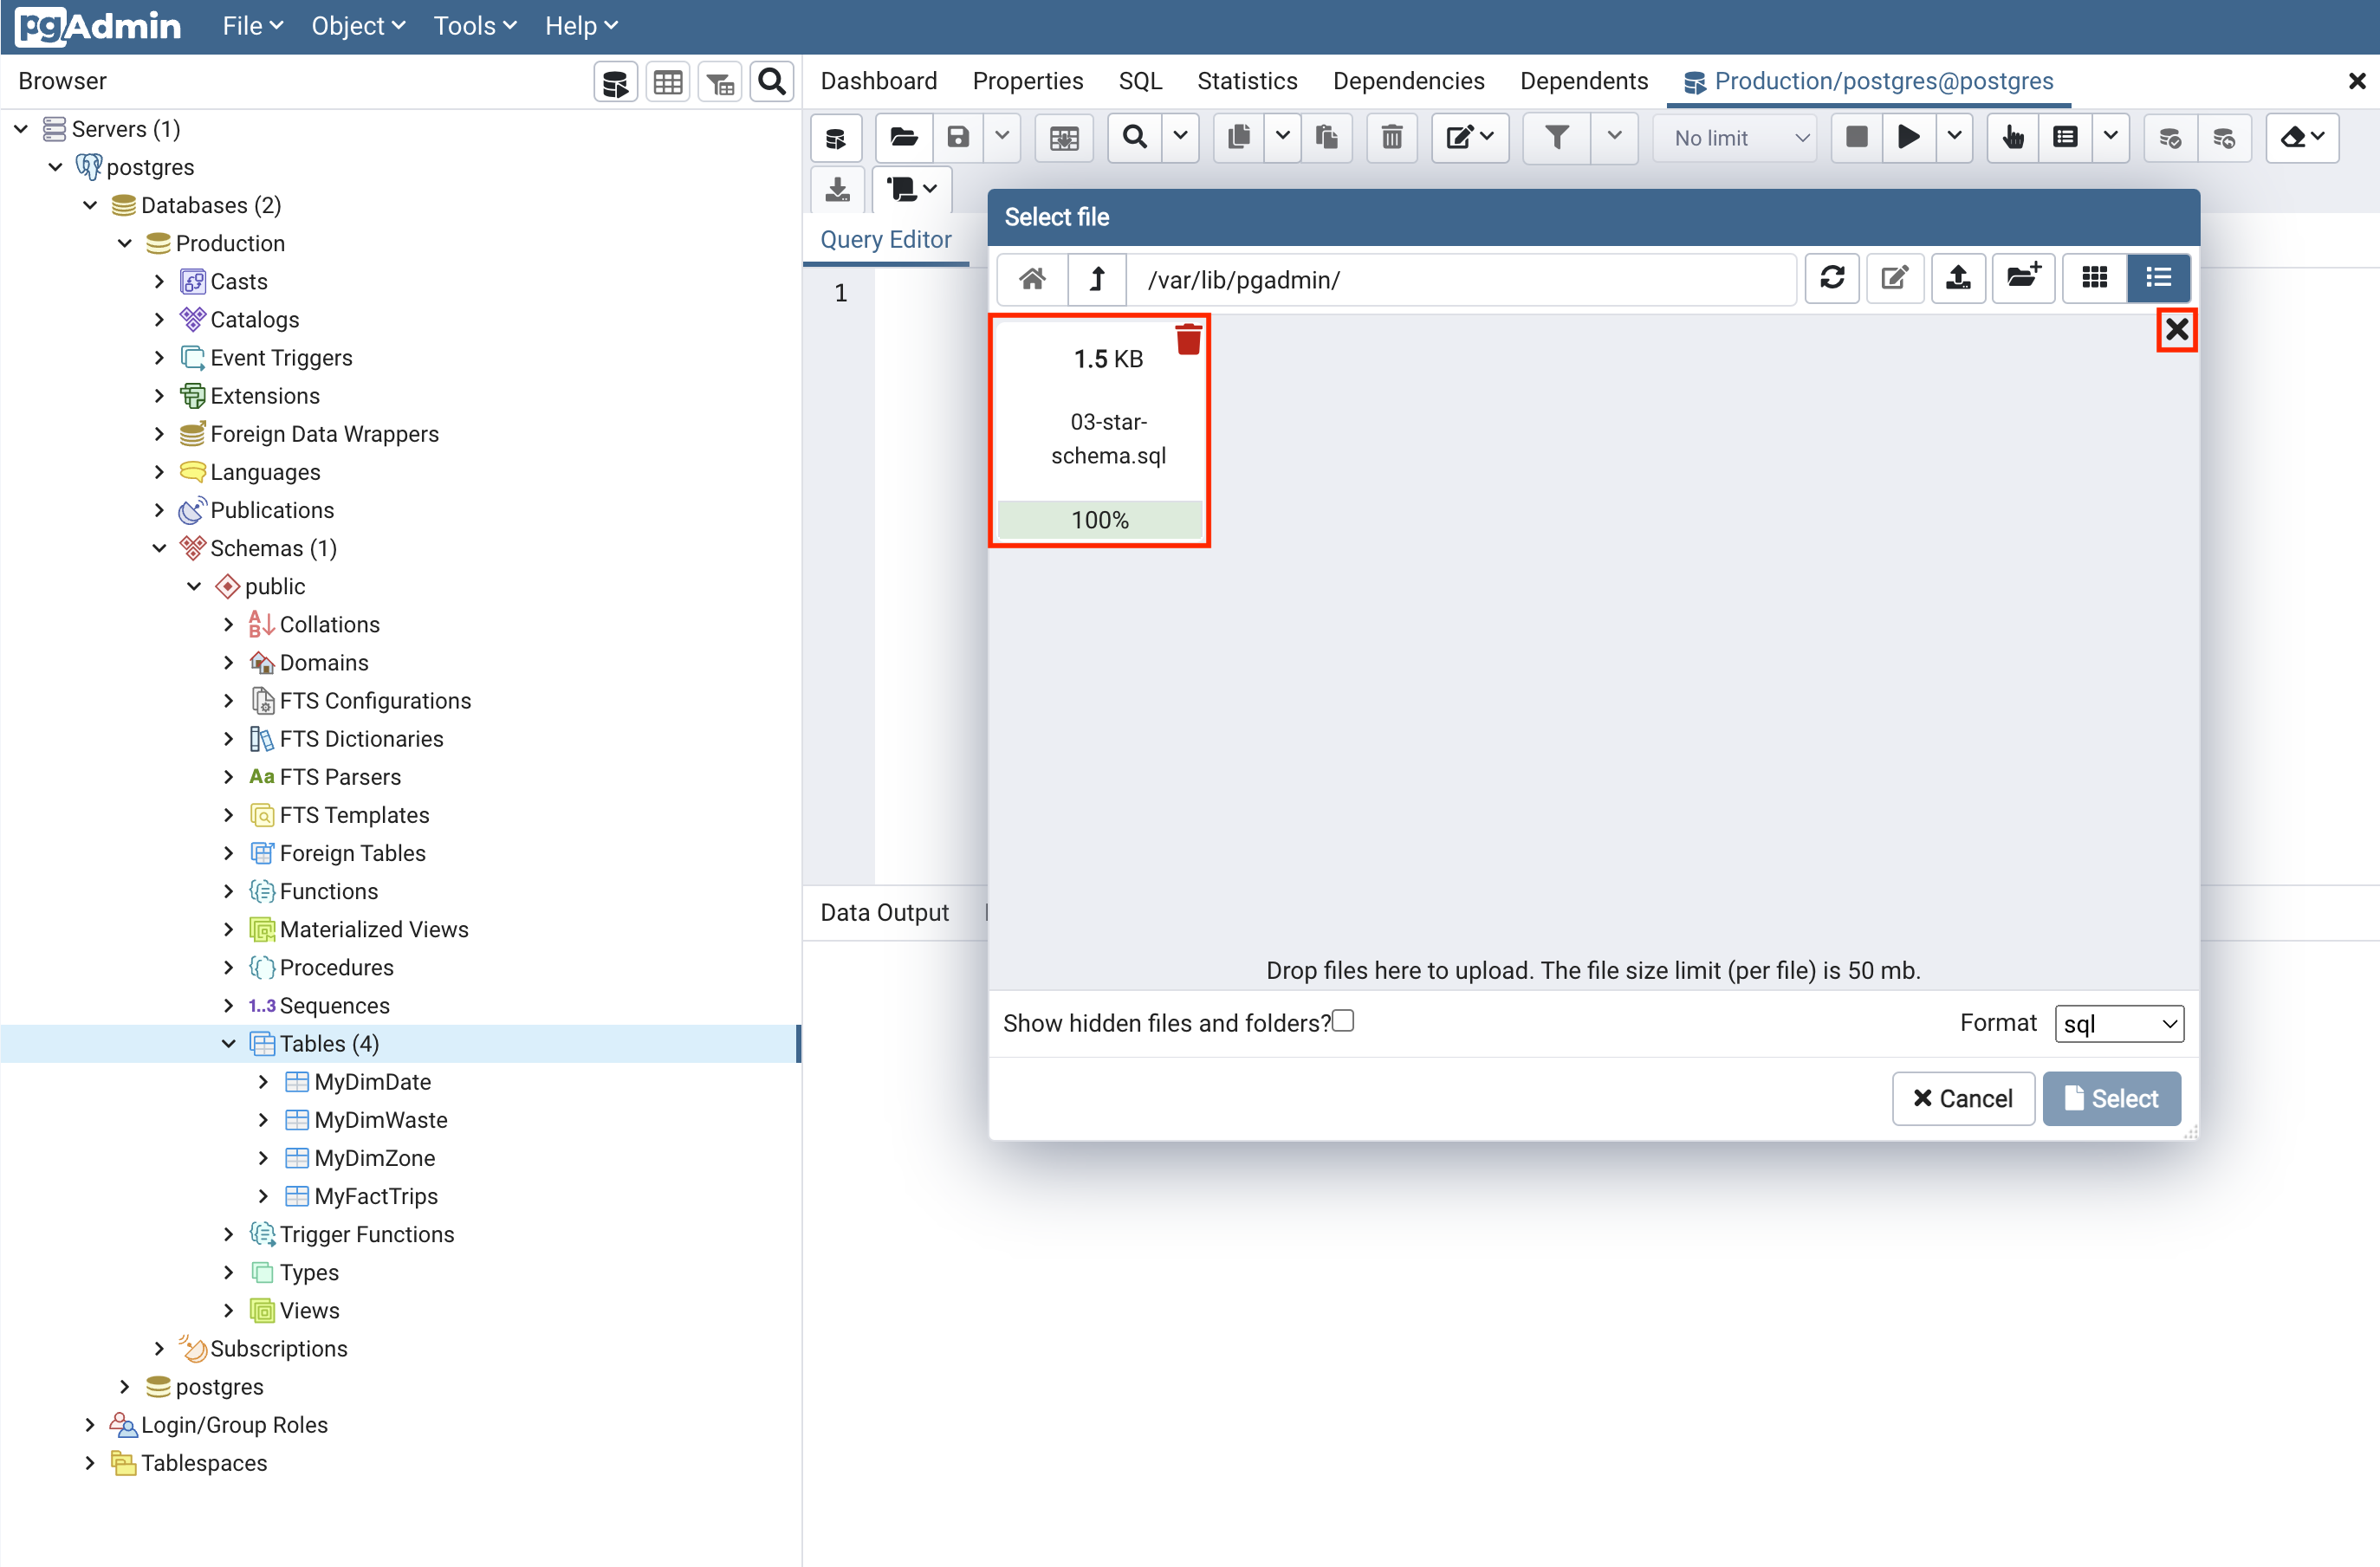 pgAdmin File Object Tools Help
Browser
Dashboard Properties SQL Statistics Dependencies Dependents Production/postgres@postgres
Servers (1)
postgres
Databases (2)
Production
Casts
Catalogs
Event Triggers
Extensions
Foreign Data Wrappers
Languages
Publications
Schemas (1)
public
Collations
Domains
FTS Configurations
FTS Dictionaries
Aa FTS Parsers
FTS Templates
Foreign Tables
Functions
Materialized Views
Procedures
1..3 Sequences
Tables (4)
MyDimDate
MyDimWaste
MyDimZone
MyFactTrips
Trigger Functions
Types
Views
Subscriptions
postgres
Login/Group Roles
Tablespaces
No limit
Query Editor
1
Data Output
Select file
/var/lib/pgadmin/
1.5 KB
03-star-
schema.sql
100%
Drop files here to upload. The file size limit (per file) is 50 mb.
Show hidden files and folders?
Format sql
Cancel Select